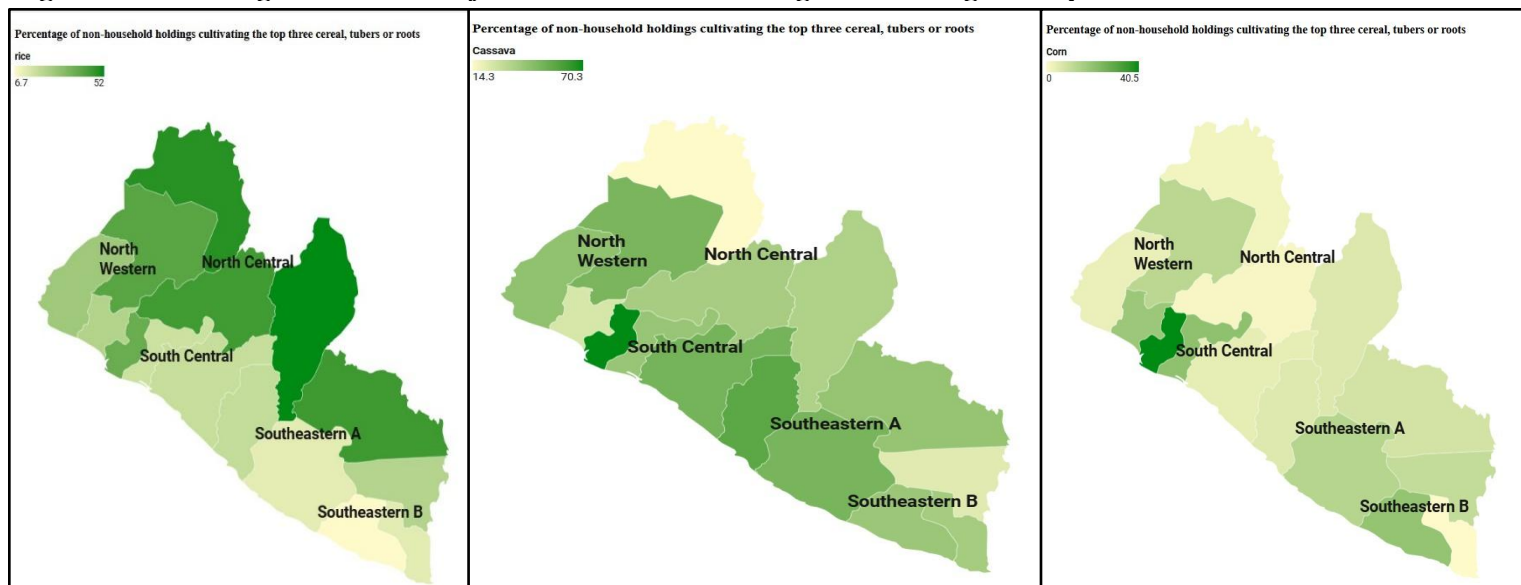 Percentage of non-household holdings cultivating the top three cereal, tubers or roots
rice
6.7 52
North
Western
North Central
South Central
Southeastern A
Southeastern B
Percentage of non-household holdings cultivating the top three cereal, tubers or roots
Cassava
14.3 70.3
North
Western
North Central
South Central
Southeastern A
Southeastern B
Percentage of non-household holdings cultivating the top three cereal, tubers or roots
Corn
0 40.5
North
Western
North Central
South Central
Southeastern A
Southeastern B